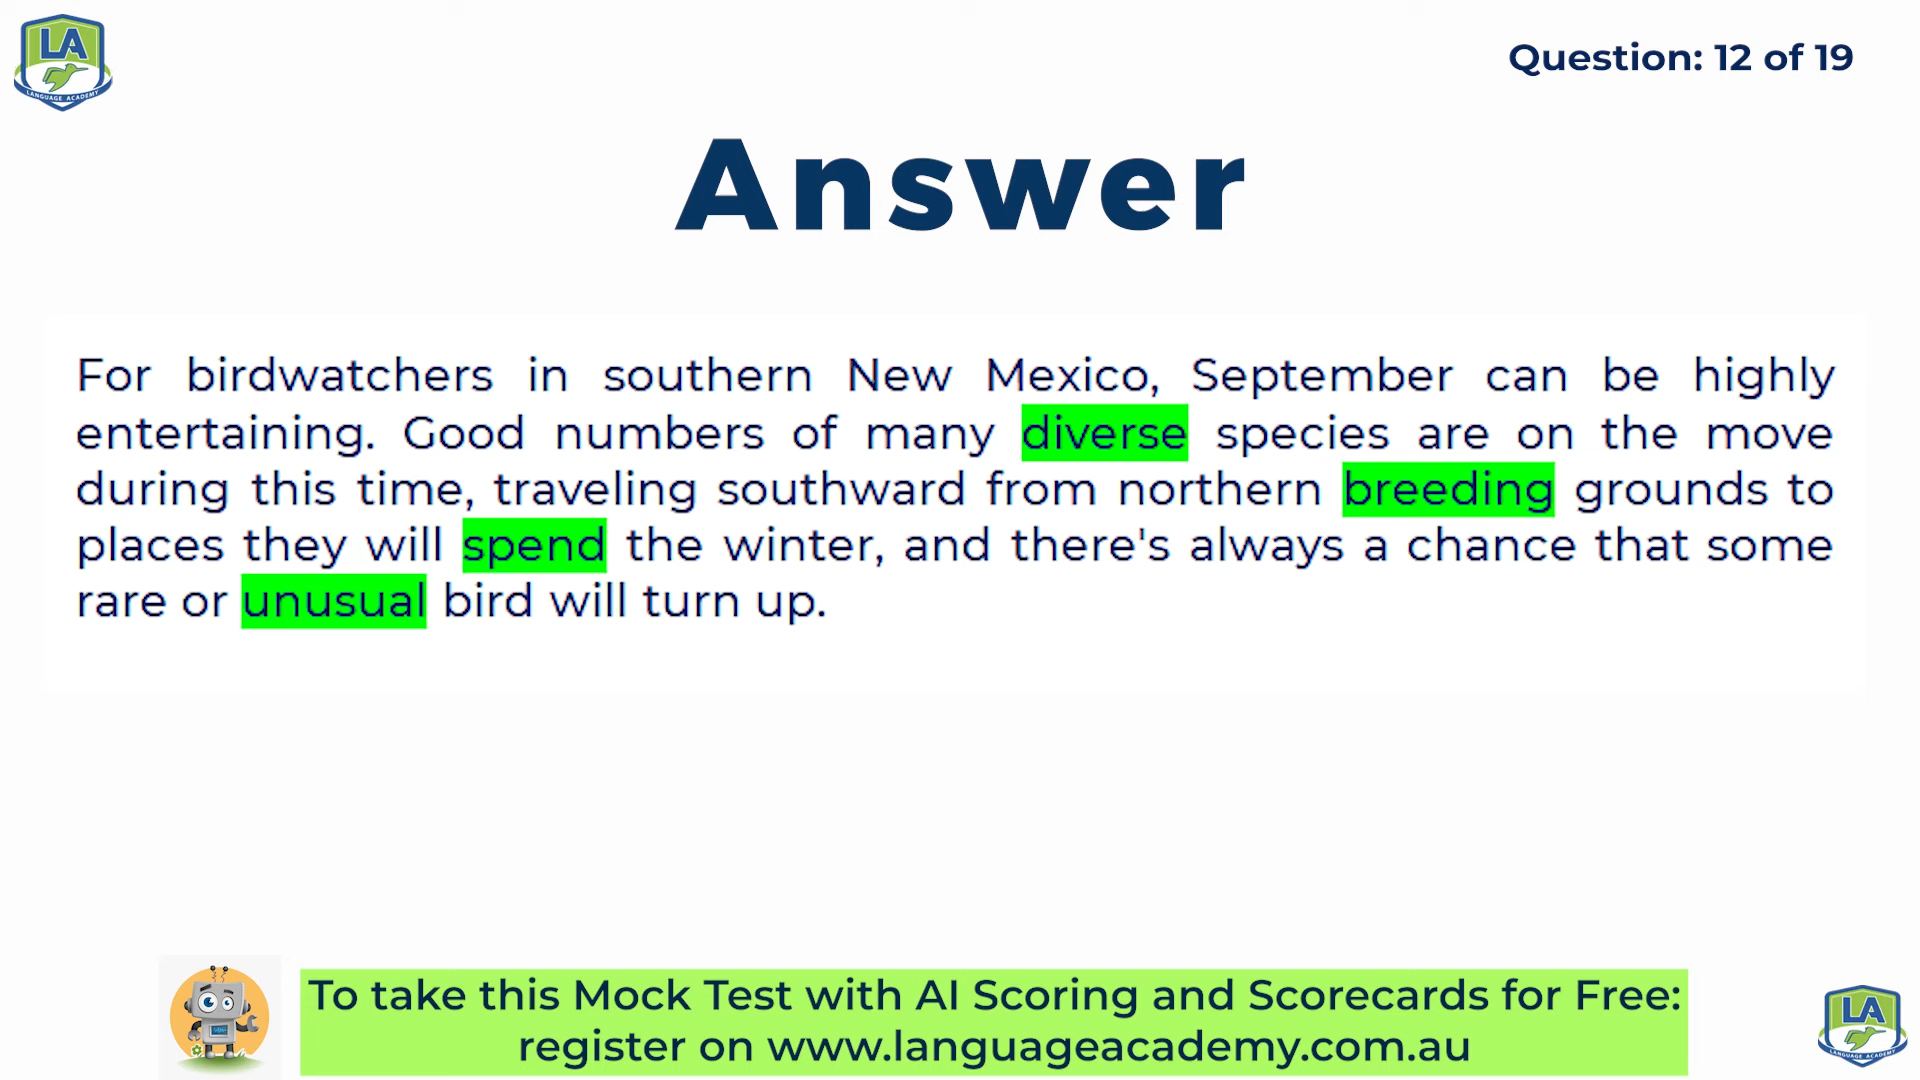 LA
LANGUAGE ACADEMY
Question: 12 of 19
Answer
For birdwatchers in southern New Mexico, September can be highly
entertaining. Good numbers of many diverse species are on the move
during this time, traveling southward from northern breeding grounds to
places they will spend the winter, and there's always a chance that some
rare or unusual bird will turn up.
To take this Mock Test with AI Scoring and Scorecards for Free:
register on www.languageacademy.com.au
LA
LANGUAGE ACADEMY